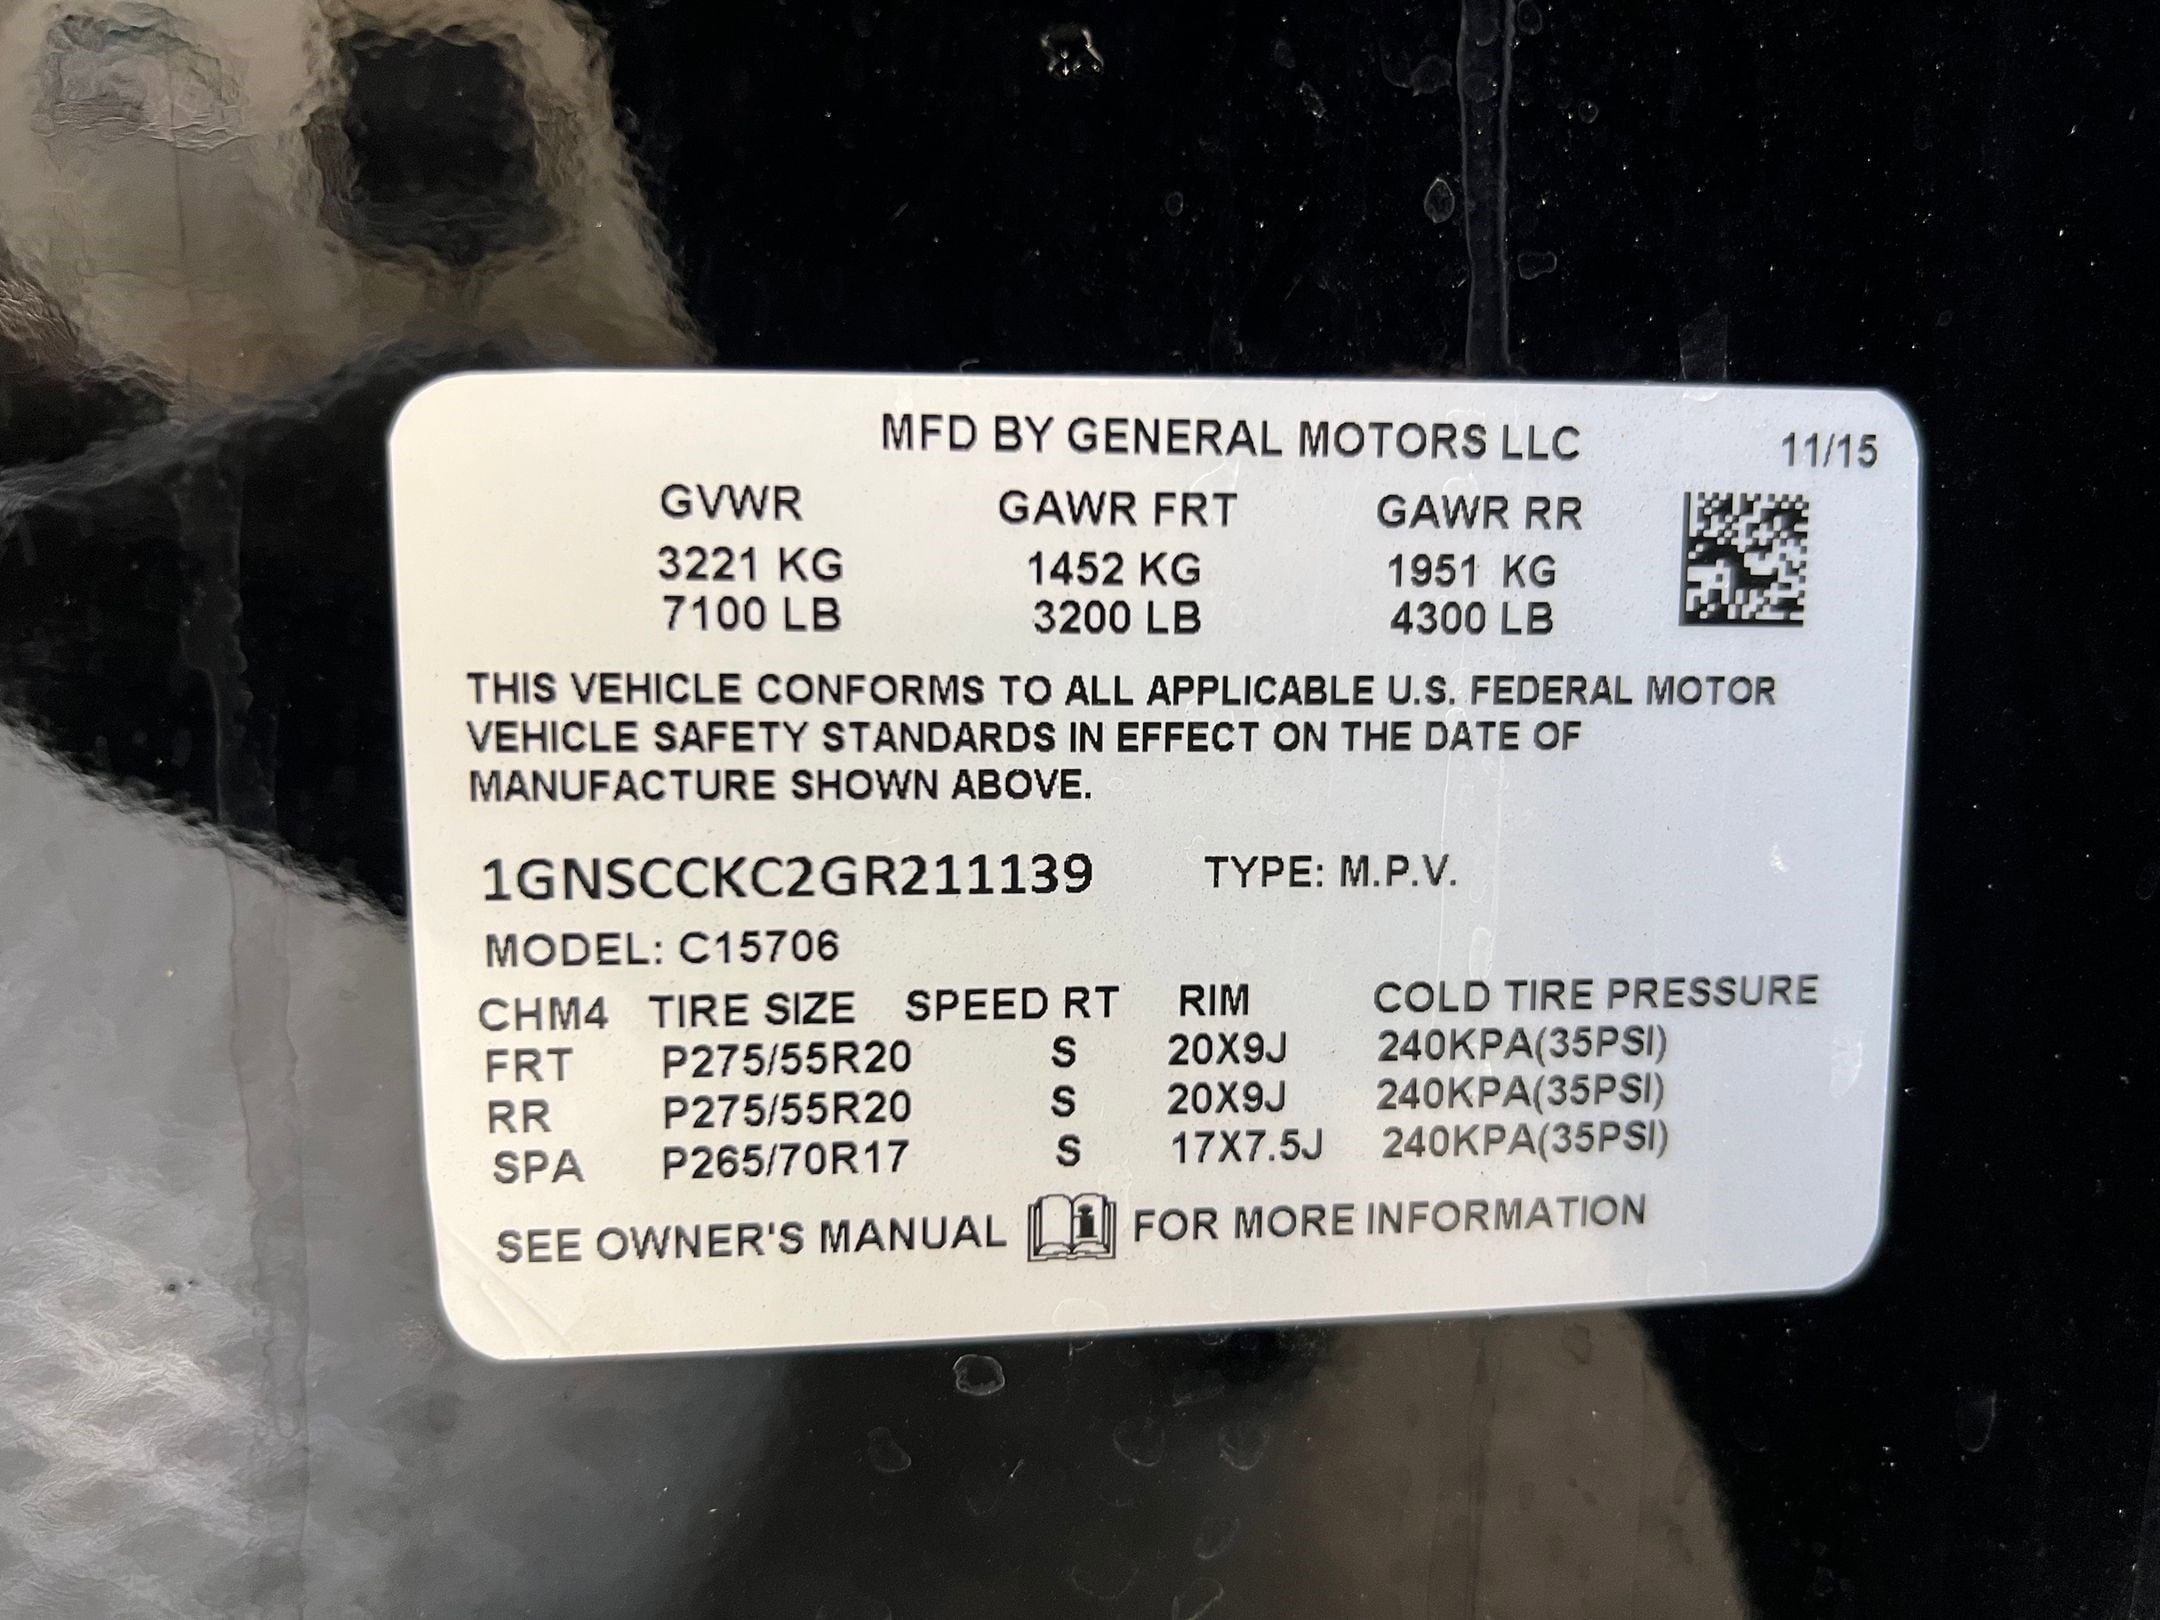 MFD BY GENERAL MOTORS LLC 11/15
GVWR GAWR FRT GAWR RR
3221 KG 1452 KG 1951 KG
7100 LB 3200 LB 4300 LB
THIS VEHICLE CONFORMS TO ALL APPLICABLE U.S. FEDERAL MOTOR
VEHICLE SAFETY STANDARDS IN EFFECT ON THE DATE OF
MANUFACTURE SHOWN ABOVE.
1GNSCCKC2GR211139 TYPE: M.P.V.
MODEL: C15706
CHM4 TIRE SIZE SPEED RT RIM COLD TIRE PRESSURE
FRT P275/55R20 S 20X9J 240KPA(35PSI)
RR P275/55R20 S 20X9J 240KPA(35PSI)
SPA P265/70R17 S 17X7.5J 240KPA(35PSI)
SEE OWNER'S MANUAL FOR MORE INFORMATION